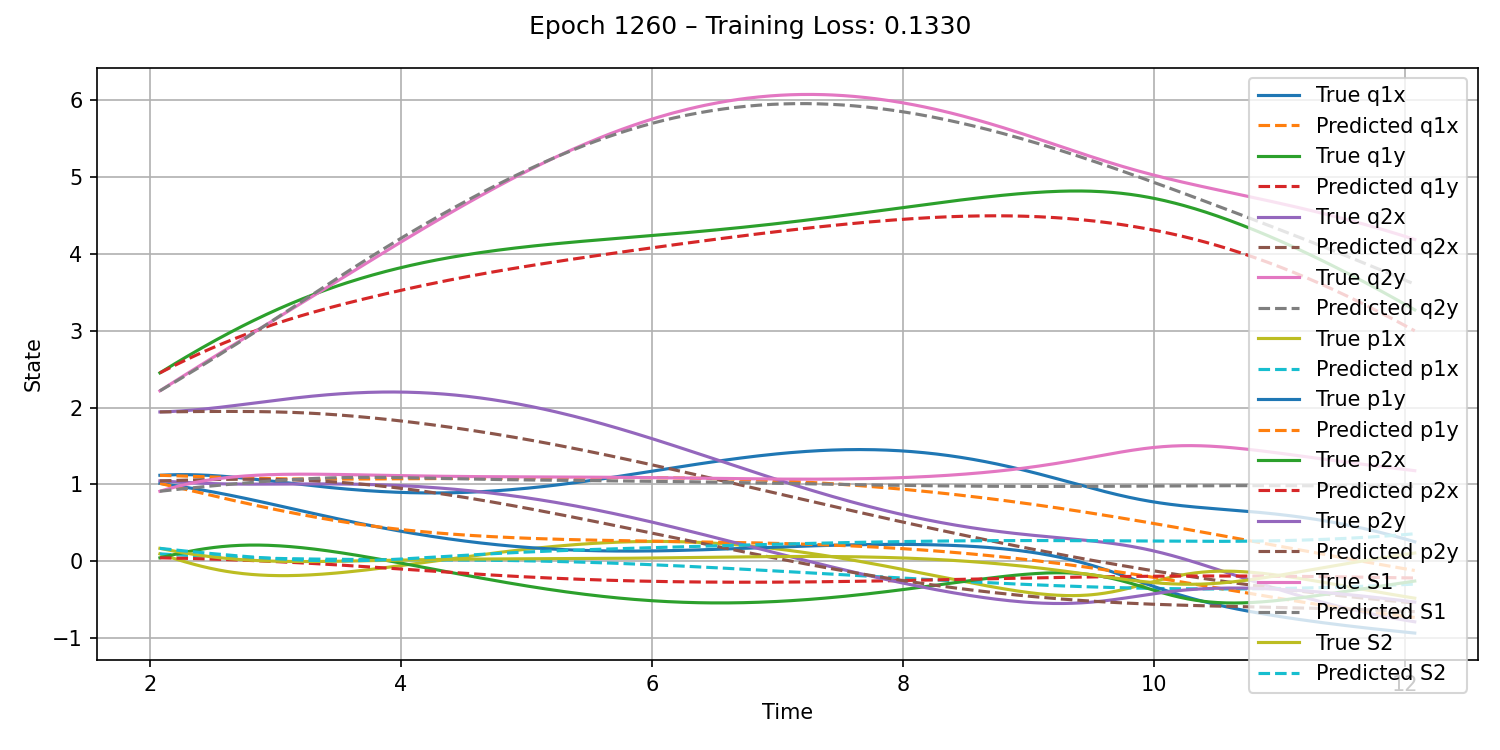 Epoch 1260 – Training Loss: 0.1330
6
5
4
3
2
1
0
−1
State
2
4
6
8
10
12
Time
True q1x
Predicted q1x
True q1y
Predicted q1y
True q2x
Predicted q2x
True q2y
Predicted q2y
True p1x
Predicted p1x
True p1y
Predicted p1y
True p2x
Predicted p2x
True p2y
Predicted p2y
True S1
Predicted S1
True S2
Predicted S2